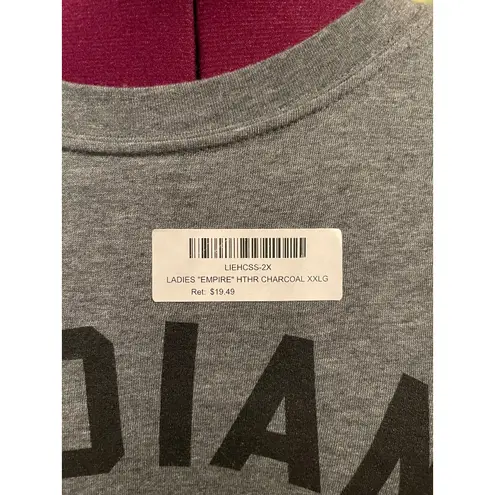 LIEHCSS-2X
LADIES "EMPIRE" HTHR CHARCOAL XXLG
Ret: $19.49
DIAN